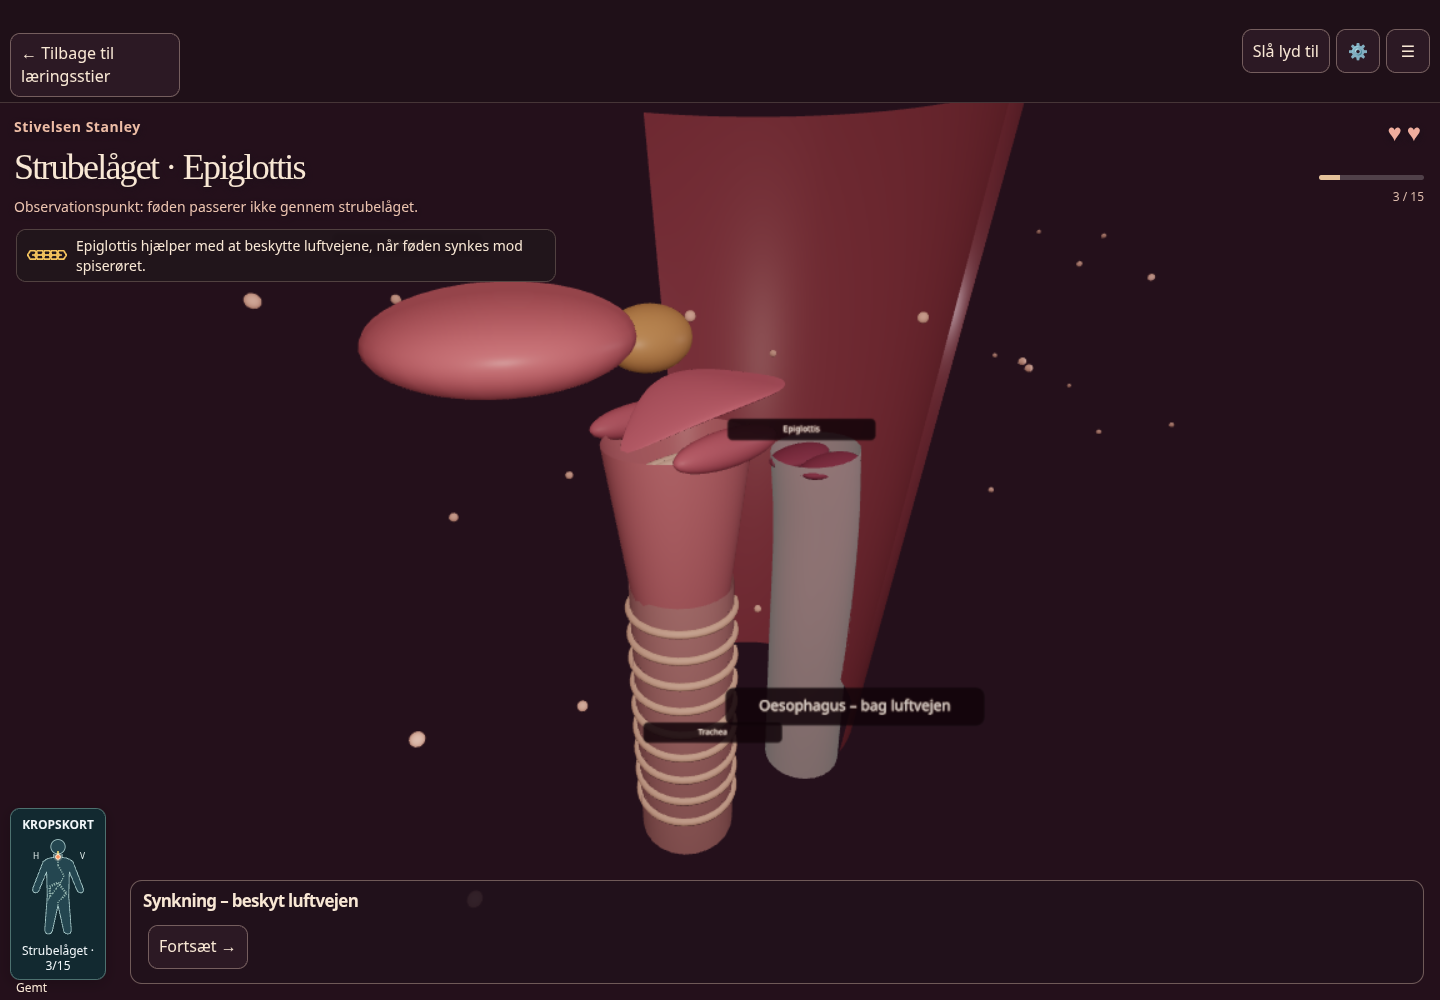 ← Tilbage til
læringsstier
Slå lyd til
Stivelsen Stanley
Strubelåget · Epiglottis
Observationspunkt: føden passerer ikke gennem strubelåget.
3 / 15
Epiglottis hjælper med at beskytte luftvejene, når føden synkes mod
spiserøret.
Epiglottis
Oesophagus – bag luftvejen
Trachea
KROPSKORT
H V
Strubelåget ·
3/15
Gemt
Synkning – beskyt luftvejen
Fortsæt →